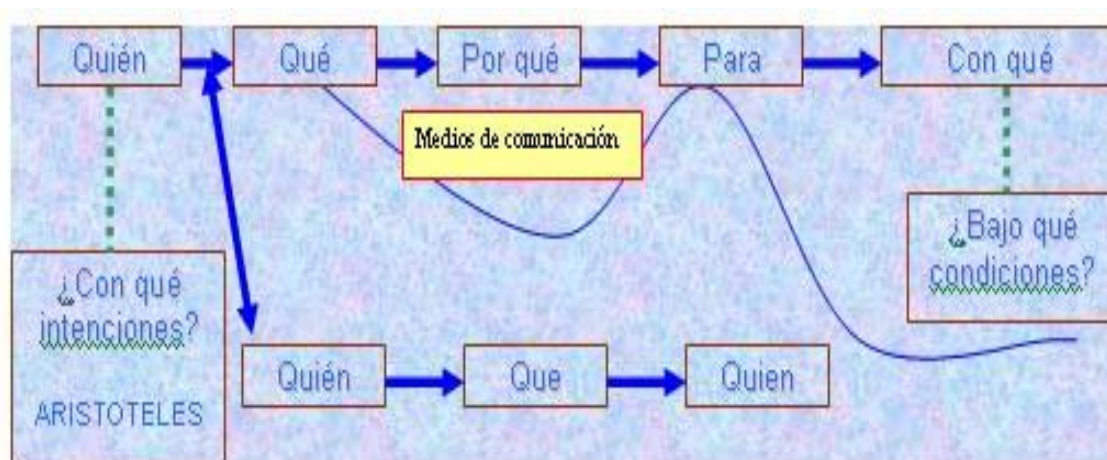 Quién
Qué
Por qué
Para
Con qué
Medios de comunicación
¿Con qué
intenciones?
ARISTOTELES
¿Bajo qué
condiciones?
Quién
Que
Quien